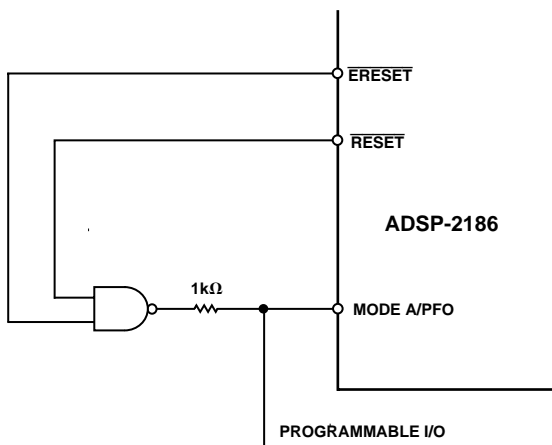 ERESET
RESET
ADSP-2186
1kΩ
MODE A/PFO
PROGRAMMABLE I/O